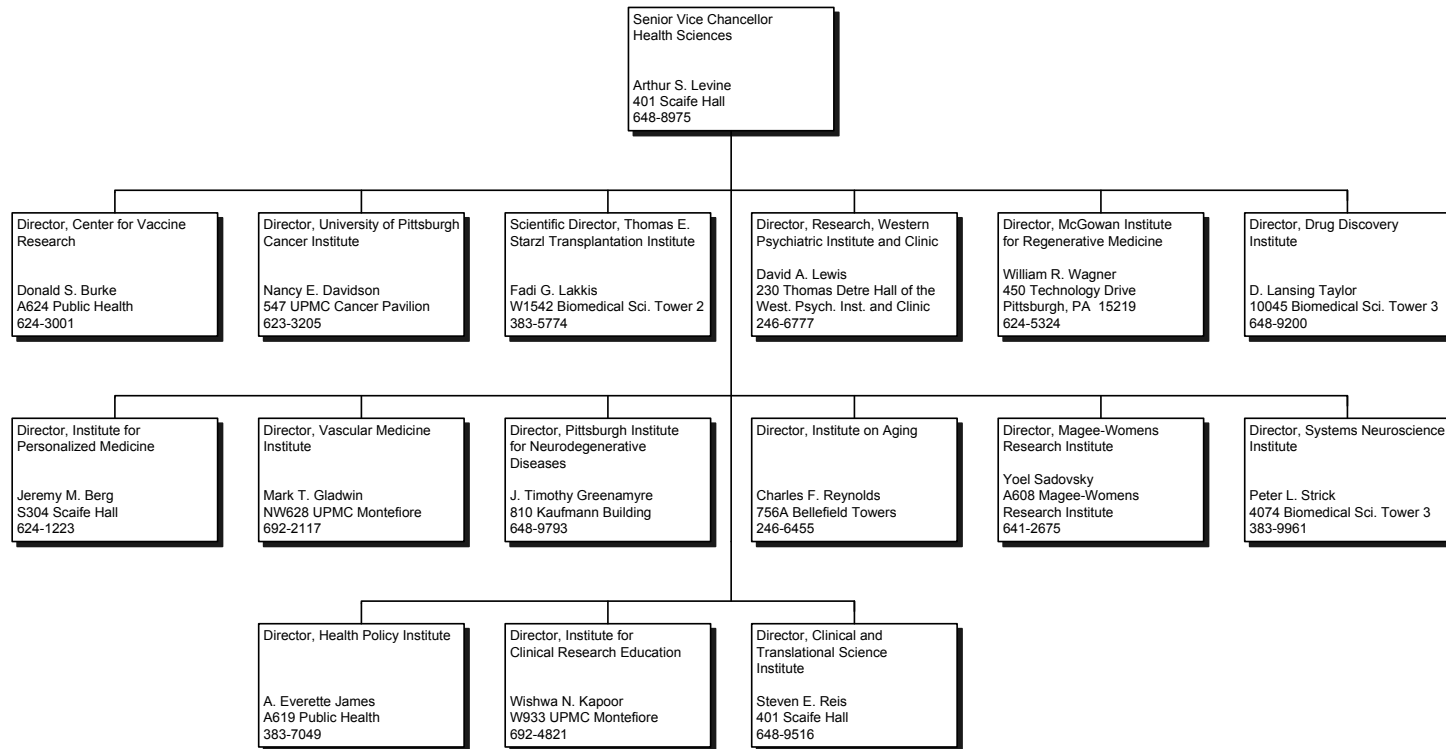 Senior Vice Chancellor
Health Sciences
Arthur S. Levine
401 Scaife Hall
648-8975
Director, Center for Vaccine
Research
Donald S. Burke
A624 Public Health
624-3001
Director, University of Pittsburgh
Cancer Institute
Nancy E. Davidson
547 UPMC Cancer Pavilion
623-3205
Scientific Director, Thomas E.
Starzl Transplantation Institute
Fadi G. Lakkis
W1542 Biomedical Sci. Tower 2
383-5774
Director, Research, Western
Psychiatric Institute and Clinic
David A. Lewis
230 Thomas Detre Hall of the
West. Psych. Inst. and Clinic
246-6777
Director, McGowan Institute
for Regenerative Medicine
William R. Wagner
450 Technology Drive
Pittsburgh, PA  15219
624-5324
Director, Drug Discovery
Institute
D. Lansing Taylor
10045 Biomedical Sci. Tower 3
648-9200
Director, Institute for
Personalized Medicine
Jeremy M. Berg
S304 Scaife Hall
624-1223
Director, Vascular Medicine
Institute
Mark T. Gladwin
NW628 UPMC Montefiore
692-2117
Director, Pittsburgh Institute
for Neurodegenerative
Diseases
J. Timothy Greenamyre
810 Kaufmann Building
648-9793
Director, Institute on Aging
Charles F. Reynolds
756A Bellefield Towers
246-6455
Director, Magee-Womens
Research Institute
Yoel Sadovsky
A608 Magee-Womens
Research Institute
641-2675
Director, Systems Neuroscience
Institute
Peter L. Strick
4074 Biomedical Sci. Tower 3
383-9961
Director, Health Policy Institute
A. Everette James
A619 Public Health
383-7049
Director, Institute for
Clinical Research Education
Wishwa N. Kapoor
W933 UPMC Montefiore
692-4821
Director, Clinical and
Translational Science
Institute
Steven E. Reis
401 Scaife Hall
648-9516